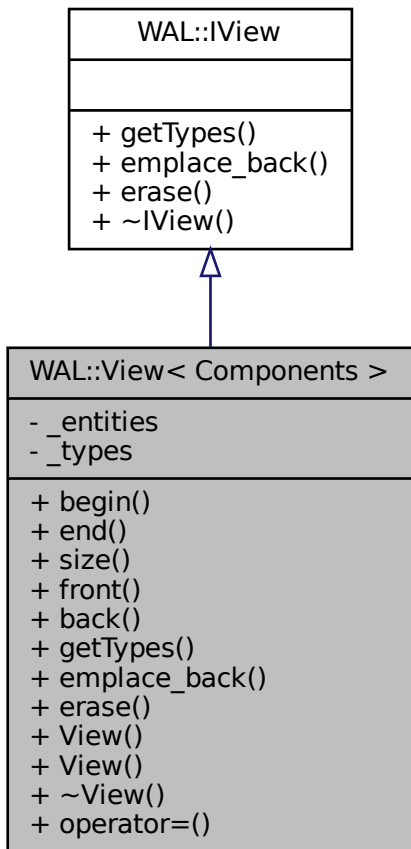 WAL::IView
+ getTypes()
+ emplace_back()
+ erase()
+ ~IView()
WAL::View< Components >
- _entities
- _types
+ begin()
+ end()
+ size()
+ front()
+ back()
+ getTypes()
+ emplace_back()
+ erase()
+ View()
+ View()
+ ~View()
+ operator=()